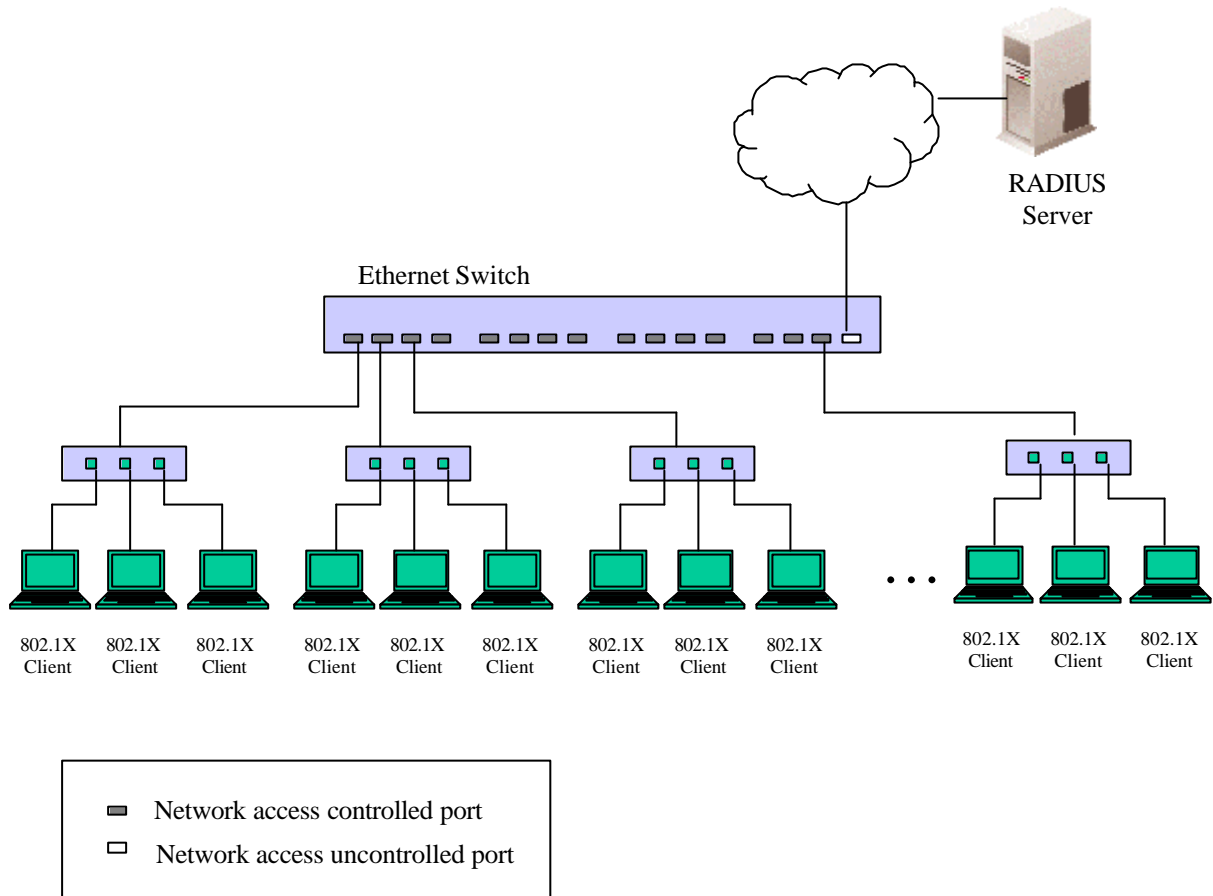 RADIUS
Server
Ethernet Switch
802.1X
Client
802.1X
Client
802.1X
Client
802.1X
Client
802.1X
Client
802.1X
Client
802.1X
Client
802.1X
Client
802.1X
Client
. . .
802.1X
Client
802.1X
Client
802.1X
Client
Network access controlled port
Network access uncontrolled port